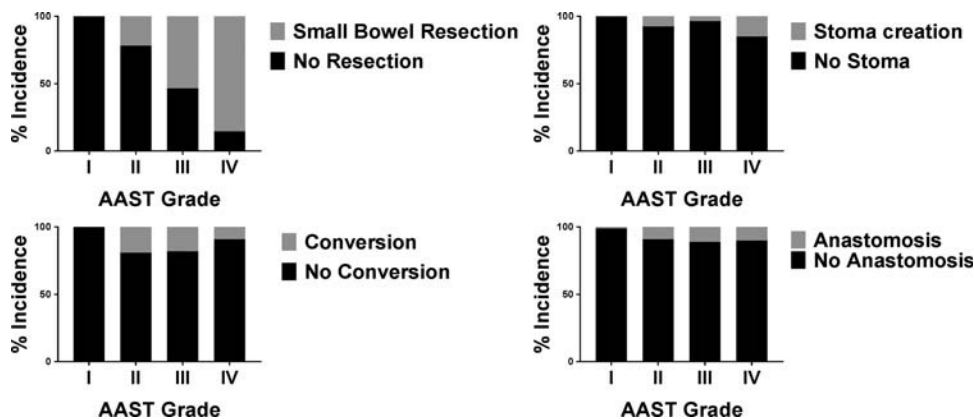 100
50
0
% Incidence
I II III IV
AAST Grade
Small Bowel Resection
No Resection
100
50
0
% Incidence
I II III IV
AAST Grade
Stoma creation
No Stoma
100
50
0
% Incidence
I II III IV
AAST Grade
Conversion
No Conversion
100
50
0
% Incidence
I II III IV
AAST Grade
Anastomosis
No Anastomosis